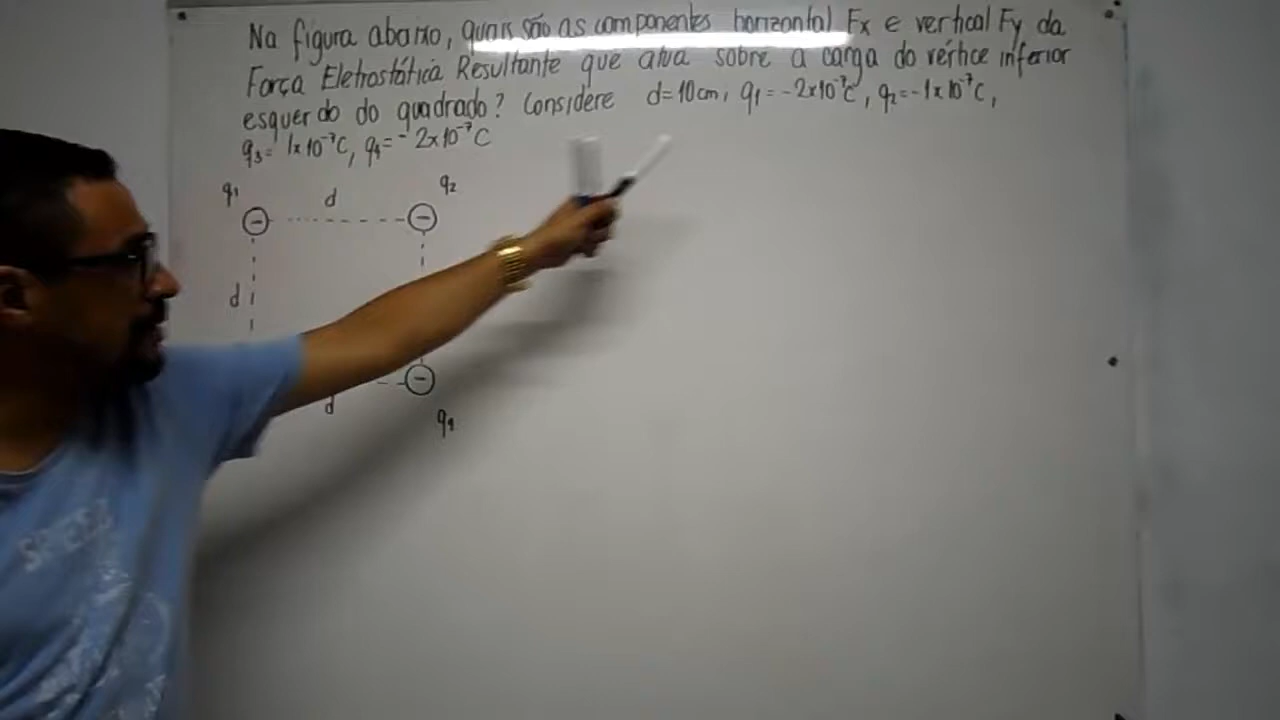 Na figura abaixo, quais são as componentes horizontal Fx e vertical Fy da
Força Eletrostática Resultante que atua sobre a carga do vértice inferior
esquerdo do quadrado? Considere d=10cm, q1=-2x10⁻⁷C, q2=-1x10⁻⁷C,
q3= 1x10⁻⁷C, q4=-2x10⁻⁷C
q1 d q2
- -
d
-
d
q4
SPEED